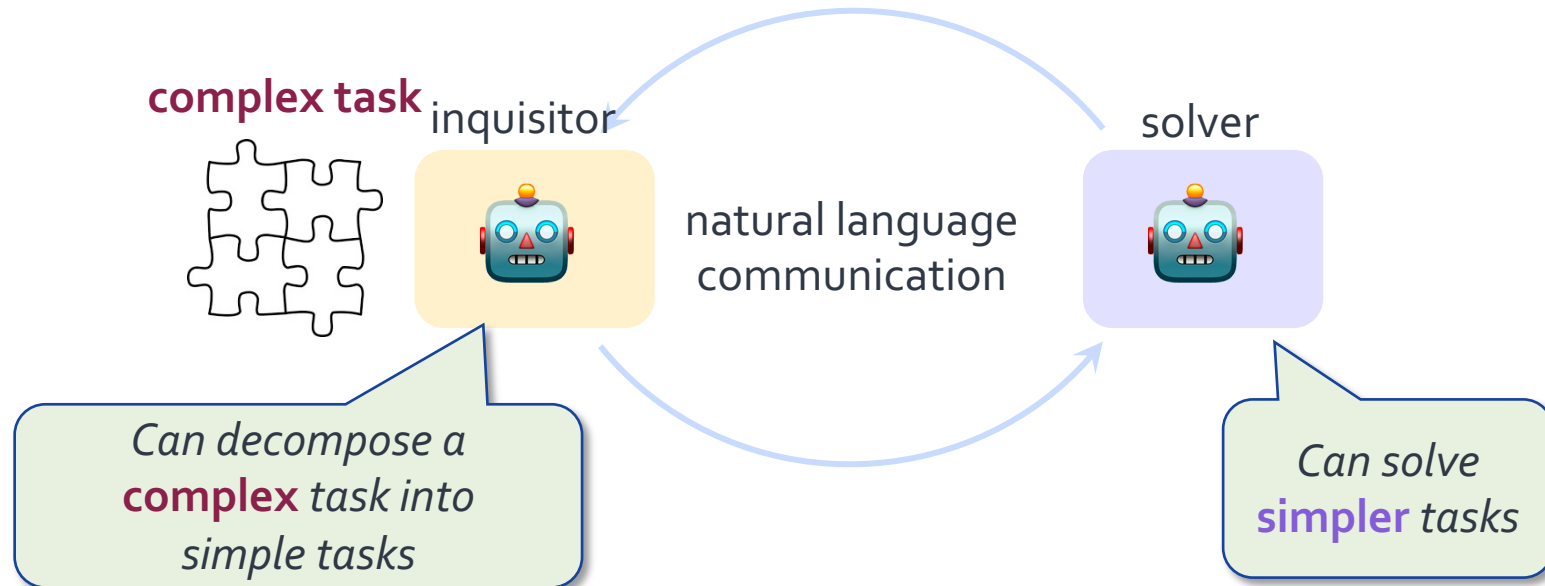 complex task
inquisitor
solver
natural language
communication
Can decompose a
complex task into
simple tasks
Can solve
simpler tasks